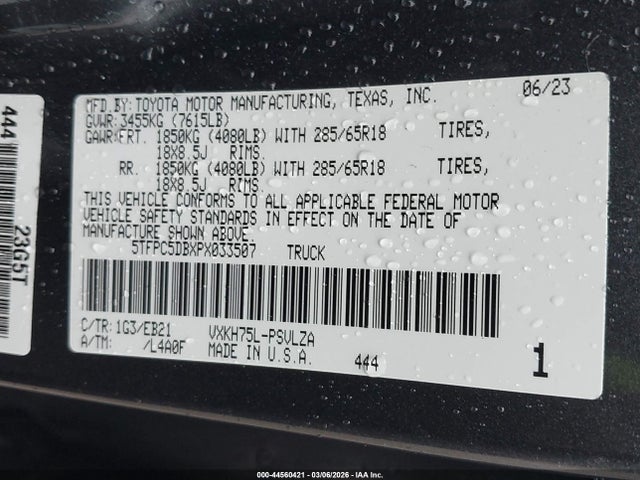 MFD.BY: TOYOTA MOTOR MANUFACTURING, TEXAS, INC. 06/23
GVWR: 3455KG (7615LB)
GAWR: FRT. 1850KG (4080LB) WITH 285/65R18 TIRES,
18X8.5J RIMS.
RR. 1850KG (4080LB) WITH 285/65R18 TIRES,
18X8.5J RIMS.
THIS VEHICLE CONFORMS TO ALL APPLICABLE FEDERAL MOTOR
VEHICLE SAFETY STANDARDS IN EFFECT ON THE DATE OF
MANUFACTURE SHOWN ABOVE.
5TFPC5DBXPX033507 TRUCK
C/TR: 1G3/EB21 VXKH75L-PSVLZA
A/TM: /L4A0F MADE IN U.S.A. 444 1
444
23G5T
000-44560421 - 03/06/2026 - IAA Inc.